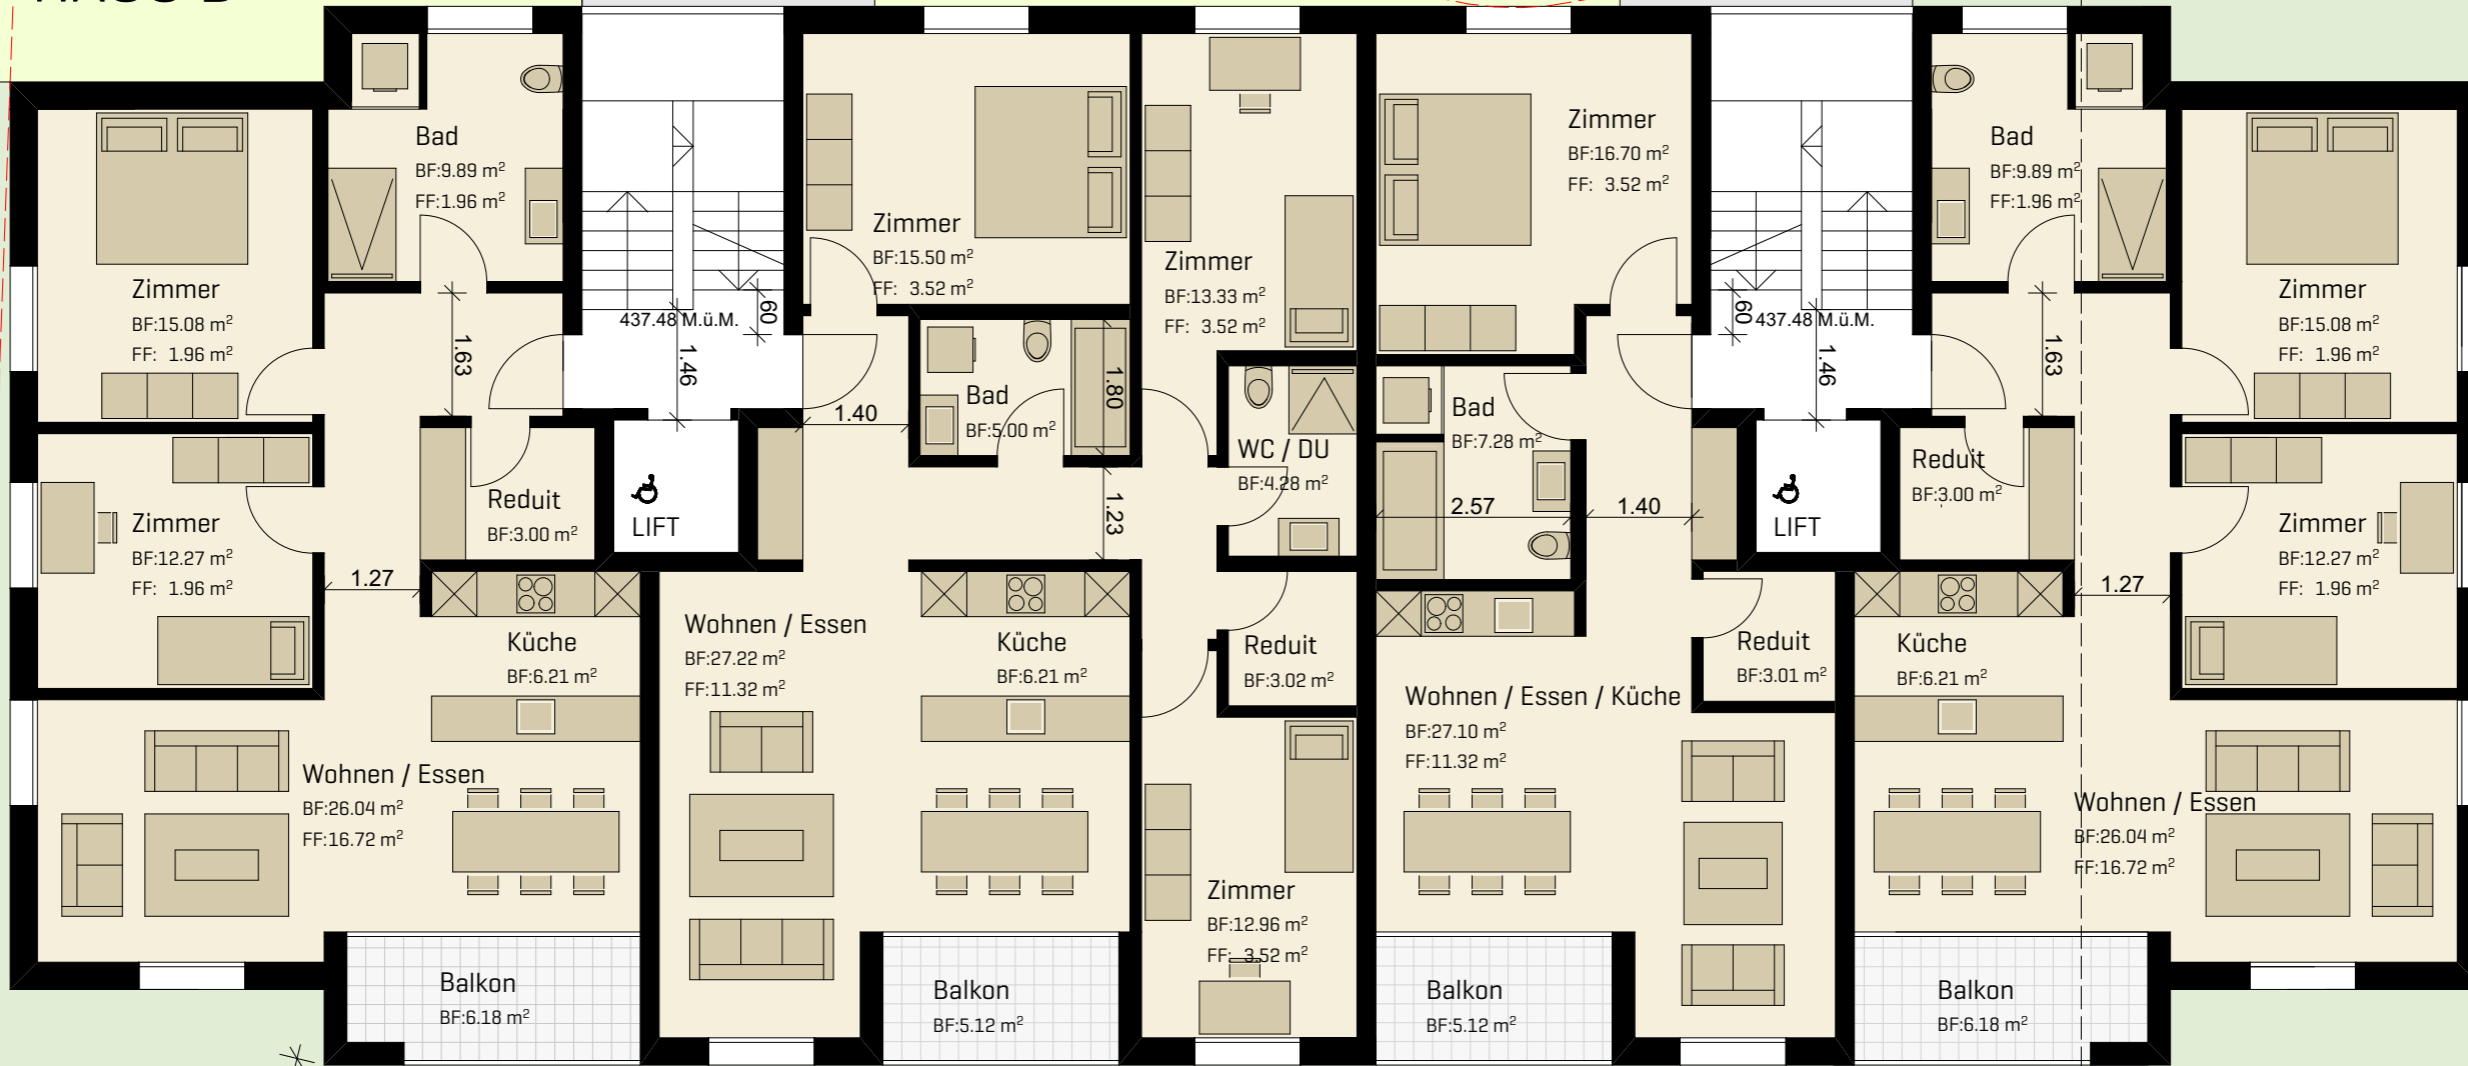 Zimmer
BF:15.08 m²
FF: 1.96 m²
Zimmer
BF:12.27 m²
FF: 1.96 m²
Bad
BF:9.89 m²
FF:1.96 m²
1.63
1.27
Reduit
BF:3.00 m²
Küche
BF:6.21 m²
Wohnen / Essen
BF:26.04 m²
FF:16.72 m²
Balkon
BF:6.18 m²
437.48 M.ü.M.
60
1.46
LIFT
Zimmer
BF:15.50 m²
FF: 3.52 m²
1.40
Bad
BF:5.00 m²
1.80
1.23
Wohnen / Essen
BF:27.22 m²
FF:11.32 m²
Küche
BF:6.21 m²
Balkon
BF:5.12 m²
Zimmer
BF:13.33 m²
FF: 3.52 m²
WC / DU
BF:4.28 m²
Reduit
BF:3.02 m²
Zimmer
BF:12.96 m²
FF: 3.52 m²
Zimmer
BF:16.70 m²
FF: 3.52 m²
Bad
BF:7.28 m²
2.57
1.40
Reduit
BF:3.01 m²
Wohnen / Essen / Küche
BF:27.10 m²
FF:11.32 m²
Balkon
BF:5.12 m²
60
437.48 M.ü.M.
1.46
LIFT
Bad
BF:9.89 m²
FF:1.96 m²
1.63
Reduit
BF:3.00 m²
1.27
Küche
BF:6.21 m²
Wohnen / Essen
BF:26.04 m²
FF:16.72 m²
Balkon
BF:6.18 m²
Zimmer
BF:15.08 m²
FF: 1.96 m²
Zimmer
BF:12.27 m²
FF: 1.96 m²